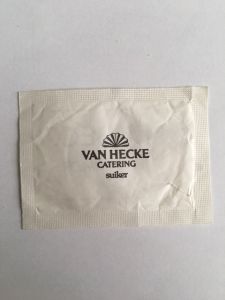 VAN HECKE
CATERING
suiker